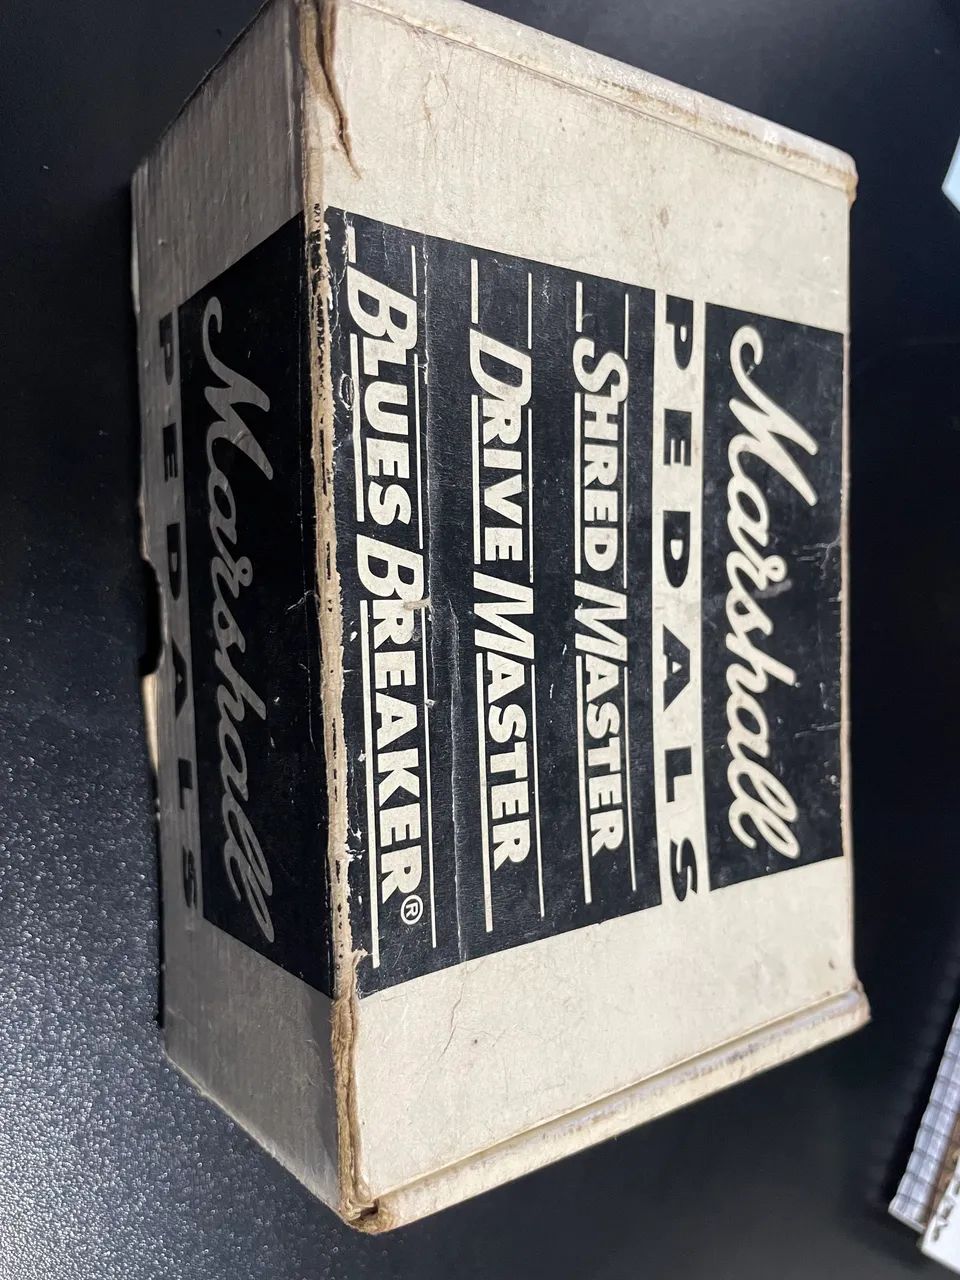 Marshall
PEDALS
SHRED MASTER
DRIVE MASTER
BLUES BREAKER®
Marshall
PEDALS